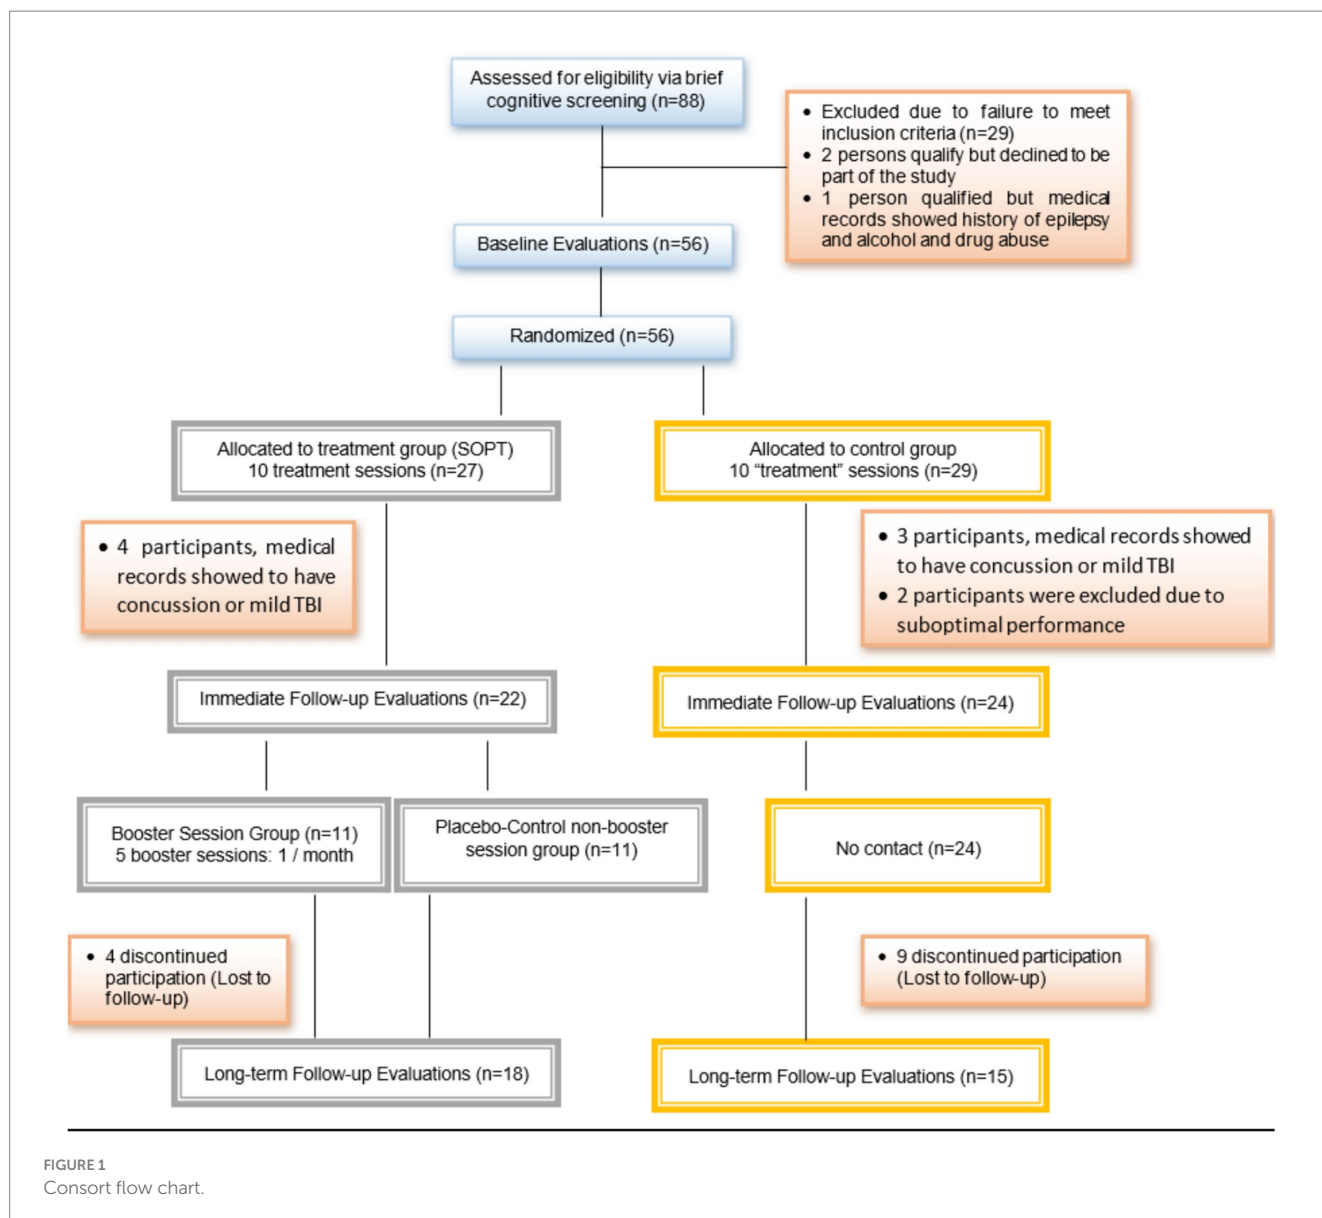 Assessed for eligibility via brief
cognitive screening (n=88)
• Excluded due to failure to meet
inclusion criteria (n=29)
• 2 persons qualify but declined to be
part of the study
• 1 person qualified but medical
records showed history of epilepsy
and alcohol and drug abuse
Baseline Evaluations (n=56)
Randomized (n=56)
Allocated to treatment group (SOPT)
10 treatment sessions (n=27)
Allocated to control group
10 “treatment” sessions (n=29)
• 4 participants, medical
records showed to have
concussion or mild TBI
• 3 participants, medical records showed
to have concussion or mild TBI
• 2 participants were excluded due to
suboptimal performance
Immediate Follow-up Evaluations (n=22)
Immediate Follow-up Evaluations (n=24)
Booster Session Group (n=11)
5 booster sessions: 1 / month
Placebo-Control non-booster
session group (n=11)
No contact (n=24)
• 4 discontinued
participation (Lost to
follow-up)
• 9 discontinued participation
(Lost to follow-up)
Long-term Follow-up Evaluations (n=18)
Long-term Follow-up Evaluations (n=15)
FIGURE 1
Consort flow chart.